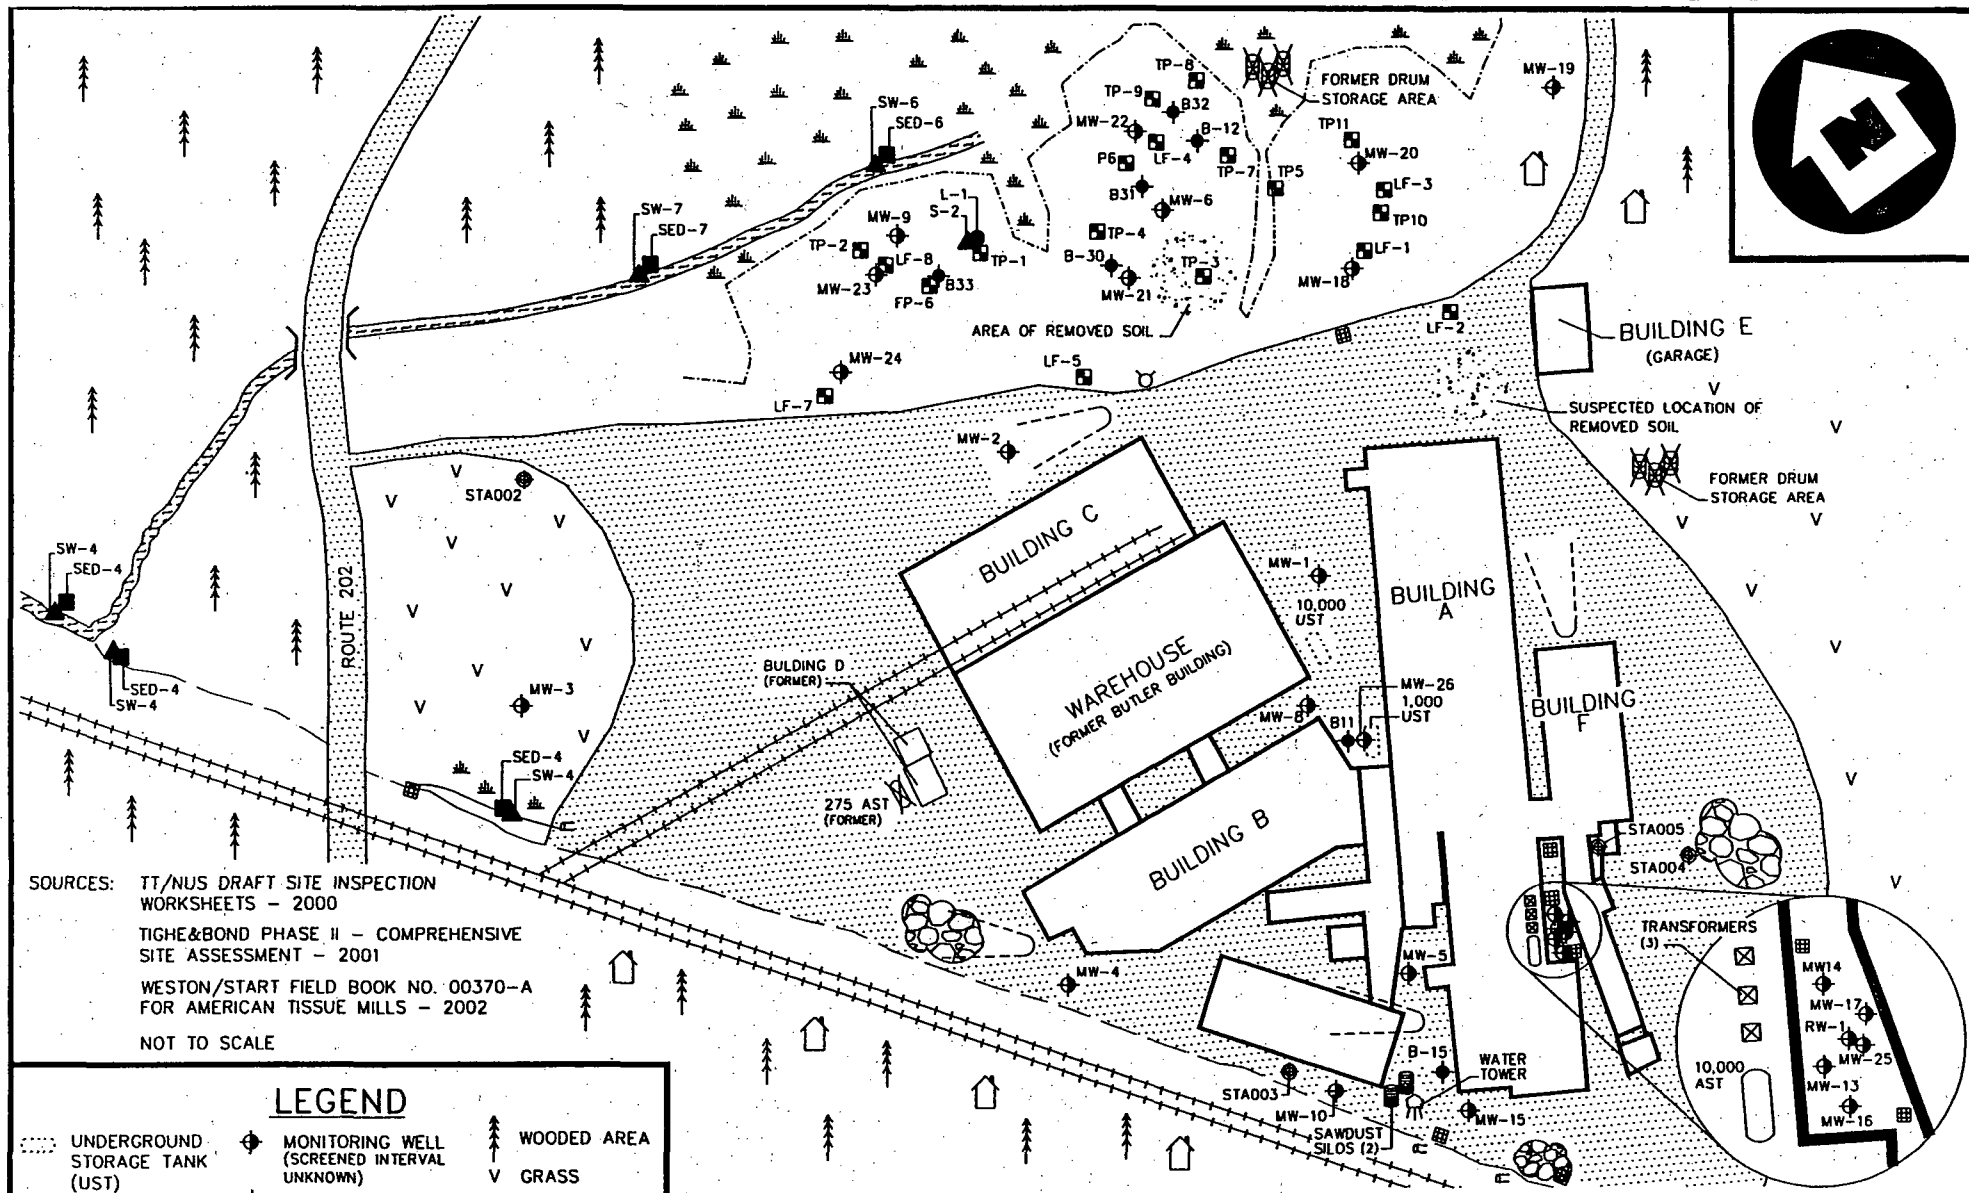 N
MW-19
TP-8
FORMER DRUM
STORAGE AREA
TP-9
B32
SW-6
SED-6
MW-22
B-12
TP11
LF-4
MW-20
P6
TP-7
TP5
L-1
S-2
B31
LF-3
SW-7
SED-7
MW-9
MW-6
TP10
TP-2
TP-4
LF-1
LF-8
TP-1
B-30
TP-3
MW-23
B33
MW-21
MW-18
FP-6
AREA OF REMOVED SOIL
LF-2
BUILDING E
(GARAGE)
MW-24
LF-5
LF-7
SUSPECTED LOCATION OF
REMOVED SOIL
MW-2
STA002
FORMER DRUM
STORAGE AREA
BUILDING C
SW-4
SED-4
MW-1
10,000
UST
BUILDING
A
ROUTE 202
WAREHOUSE
(FORMER BUTLER BUILDING)
BULDING D
(FORMER)
SED-4
SW-4
MW-3
MW-26
1,000
UST
MW-8
B11
BUILDING
F
SED-4
SW-4
275 AST
(FORMER)
BUILDING B
STA005
STA004
SOURCES: TT/NUS DRAFT SITE INSPECTION
WORKSHEETS - 2000
TIGHE&BOND PHASE II - COMPREHENSIVE
SITE ASSESSMENT - 2001
WESTON/START FIELD BOOK NO. 00370-A
FOR AMERICAN TISSUE MILLS - 2002
NOT TO SCALE
TRANSFORMERS
(3)
MW-4
MW-5
MW14
MW-17
RW-1
MW-25
10,000
AST
MW-13
MW-16
B-15
WATER
TOWER
STA003
MW-10
MW-15
SAWDUST
SILOS (2)
LEGEND
UNDERGROUND
STORAGE TANK
(UST)
MONITORING WELL
(SCREENED INTERVAL
UNKNOWN)
WOODED AREA
V GRASS